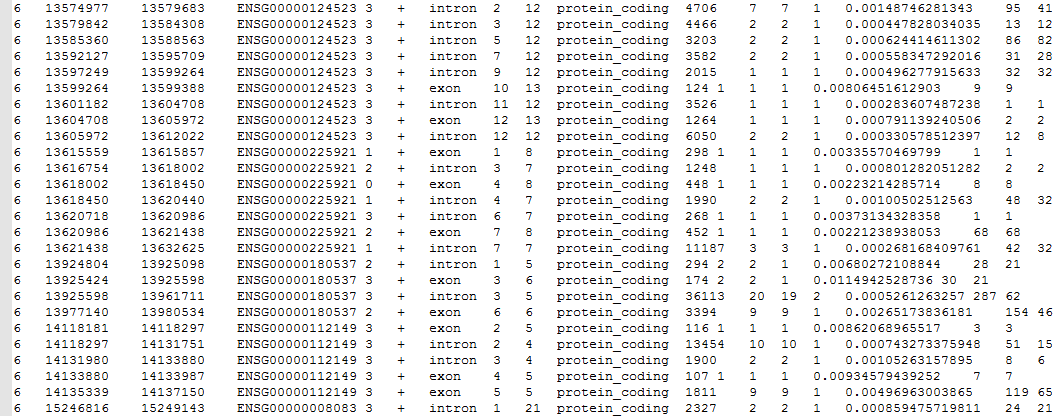 6 13574977 13579683 ENSG00000124523 3 + intron 2 12 protein_coding 4706 7 7 1 0.00148746281343 95 41
6 13579842 13584308 ENSG00000124523 3 + intron 3 12 protein_coding 4466 2 2 1 0.000447828034035 13 12
6 13585360 13588563 ENSG00000124523 3 + intron 5 12 protein_coding 3203 2 2 1 0.000624414611302 86 82
6 13592127 13595709 ENSG00000124523 3 + intron 7 12 protein_coding 3582 2 2 1 0.000558347292016 31 28
6 13597249 13599264 ENSG00000124523 3 + intron 9 12 protein_coding 2015 1 1 1 0.000496277915633 32 32
6 13599264 13599388 ENSG00000124523 3 + exon 10 13 protein_coding 124 1 1 1 0.00806451612903 9 9
6 13601182 13604708 ENSG00000124523 3 + intron 11 12 protein_coding 3526 1 1 1 0.000283607487238 1 1
6 13604708 13605972 ENSG00000124523 3 + exon 12 13 protein_coding 1264 1 1 1 0.000791139240506 2 2
6 13605972 13612022 ENSG00000124523 3 + intron 12 12 protein_coding 6050 2 2 1 0.000330578512397 12 8
6 13615559 13615857 ENSG00000225921 1 + exon 1 8 protein_coding 298 1 1 1 0.00335570469799 1 1
6 13616754 13618002 ENSG00000225921 2 + intron 3 7 protein_coding 1248 1 1 1 0.000801282051282 2 2
6 13618002 13618450 ENSG00000225921 0 + exon 4 8 protein_coding 448 1 1 1 0.00223214285714 8 8
6 13618450 13620440 ENSG00000225921 1 + intron 4 7 protein_coding 1990 2 2 1 0.00100502512563 48 32
6 13620718 13620986 ENSG00000225921 3 + intron 6 7 protein_coding 268 1 1 1 0.00373134328358 1 1
6 13620986 13621438 ENSG00000225921 2 + exon 7 8 protein_coding 452 1 1 1 0.00221238938053 68 68
6 13621438 13632625 ENSG00000225921 1 + intron 7 7 protein_coding 11187 3 3 1 0.000268168409761 42 32
6 13924804 13925098 ENSG00000180537 2 + intron 1 5 protein_coding 294 2 2 1 0.00680272108844 28 21
6 13925424 13925598 ENSG00000180537 3 + exon 3 6 protein_coding 174 2 2 1 0.0114942528736 30 21
6 13925598 13961711 ENSG00000180537 3 + intron 3 5 protein_coding 36113 20 19 2 0.0005261263257 287 62
6 13977140 13980534 ENSG00000180537 2 + exon 6 6 protein_coding 3394 9 9 1 0.00265173836181 154 46
6 14118181 14118297 ENSG00000112149 3 + exon 2 5 protein_coding 116 1 1 1 0.00862068965517 3 3
6 14118297 14131751 ENSG00000112149 3 + intron 2 4 protein_coding 13454 10 10 1 0.000743273375948 51 15
6 14131980 14133880 ENSG00000112149 3 + intron 3 4 protein_coding 1900 2 2 1 0.00105263157895 8 6
6 14133880 14133987 ENSG00000112149 3 + exon 4 5 protein_coding 107 1 1 1 0.00934579439252 7 7
6 14135339 14137150 ENSG00000112149 3 + exon 5 5 protein_coding 1811 9 9 1 0.00496963003865 119 65
6 15246816 15249143 ENSG00000008083 3 + intron 1 21 protein_coding 2327 2 2 1 0.000859475719811 24 21